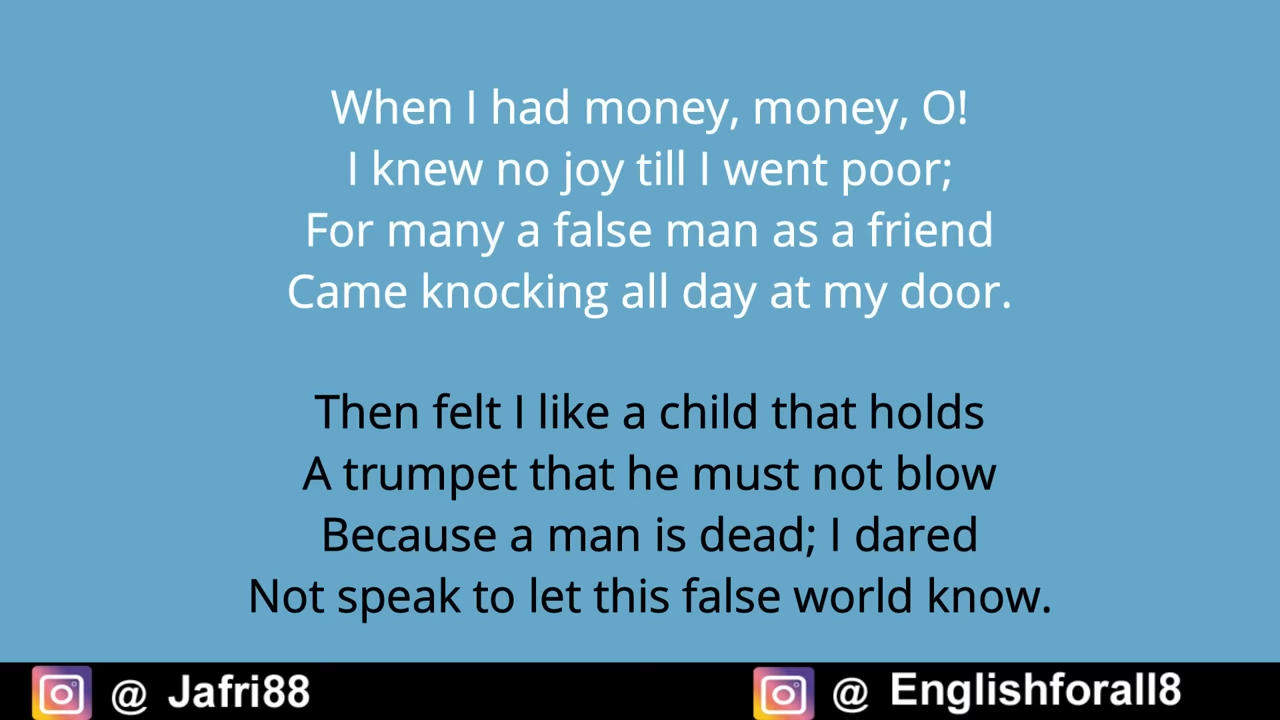 When I had money, money, O!
I knew no joy till I went poor;
For many a false man as a friend
Came knocking all day at my door.
Then felt I like a child that holds
A trumpet that he must not blow
Because a man is dead; I dared
Not speak to let this false world know.
@ Jafri88
@ Englishforall8